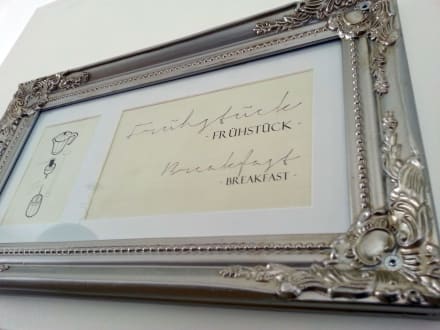 Frühstück
- FRÜHSTÜCK -
Breakfast
- BREAKFAST -